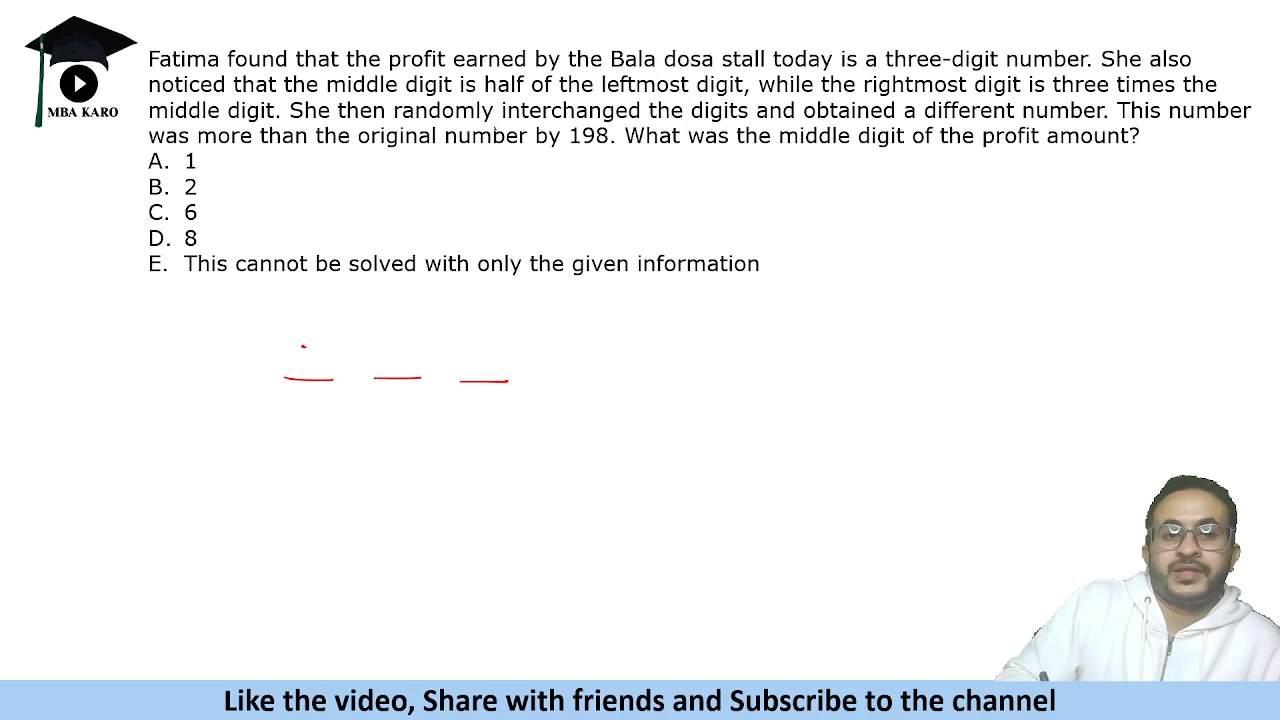 MBA KARO
Fatima found that the profit earned by the Bala dosa stall today is a three-digit number. She also
noticed that the middle digit is half of the leftmost digit, while the rightmost digit is three times the
middle digit. She then randomly interchanged the digits and obtained a different number. This number
was more than the original number by 198. What was the middle digit of the profit amount?
A. 1
B. 2
C. 6
D. 8
E. This cannot be solved with only the given information
Like the video, Share with friends and Subscribe to the channel